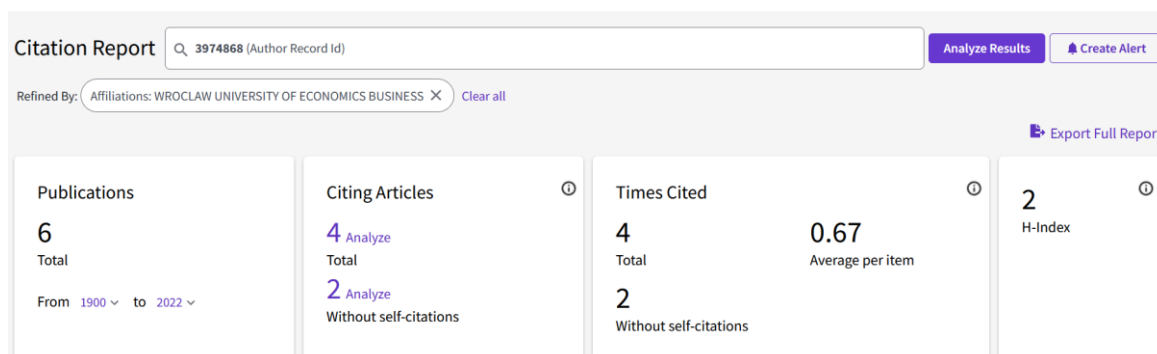 Citation Report
3974868 (Author Record Id)
Analyze Results
Create Alert
Refined By:
Affiliations: WROCLAW UNIVERSITY OF ECONOMICS BUSINESS
Clear all
Export Full Repor
Publications
6
Total
From 1900 to 2022
Citing Articles
4 Analyze
Total
2 Analyze
Without self-citations
Times Cited
4
Total
2
Without self-citations
0.67
Average per item
2
H-Index